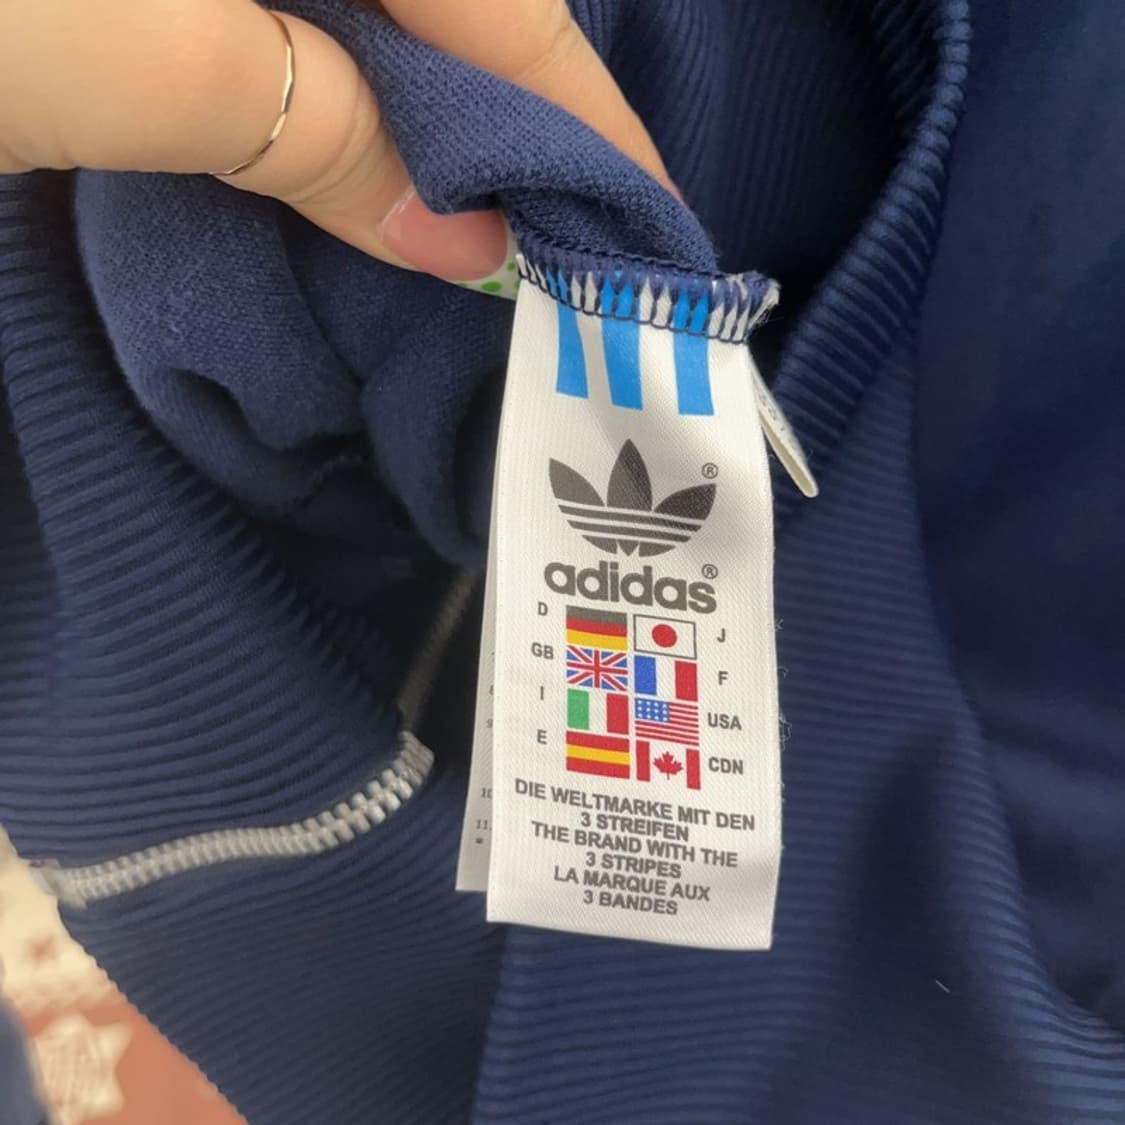 ®
adidas®
D
J
GB
F
I
USA
E
CDN
DIE WELTMARKE MIT DEN
3 STREIFEN
THE BRAND WITH THE
3 STRIPES
LA MARQUE AUX
3 BANDES